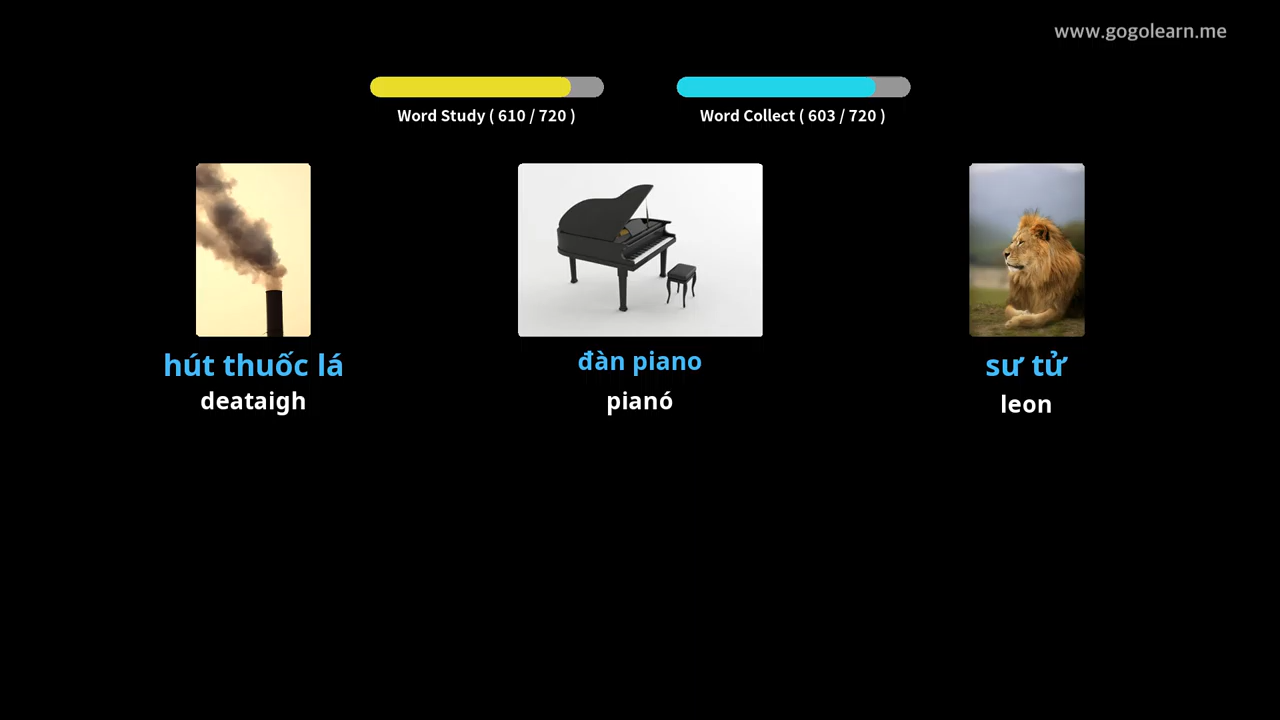 www.gogolearn.me
Word Study ( 610 / 720 )
Word Collect ( 603 / 720 )
hút thuốc lá
deataigh
đàn piano
pianó
sư tử
leon